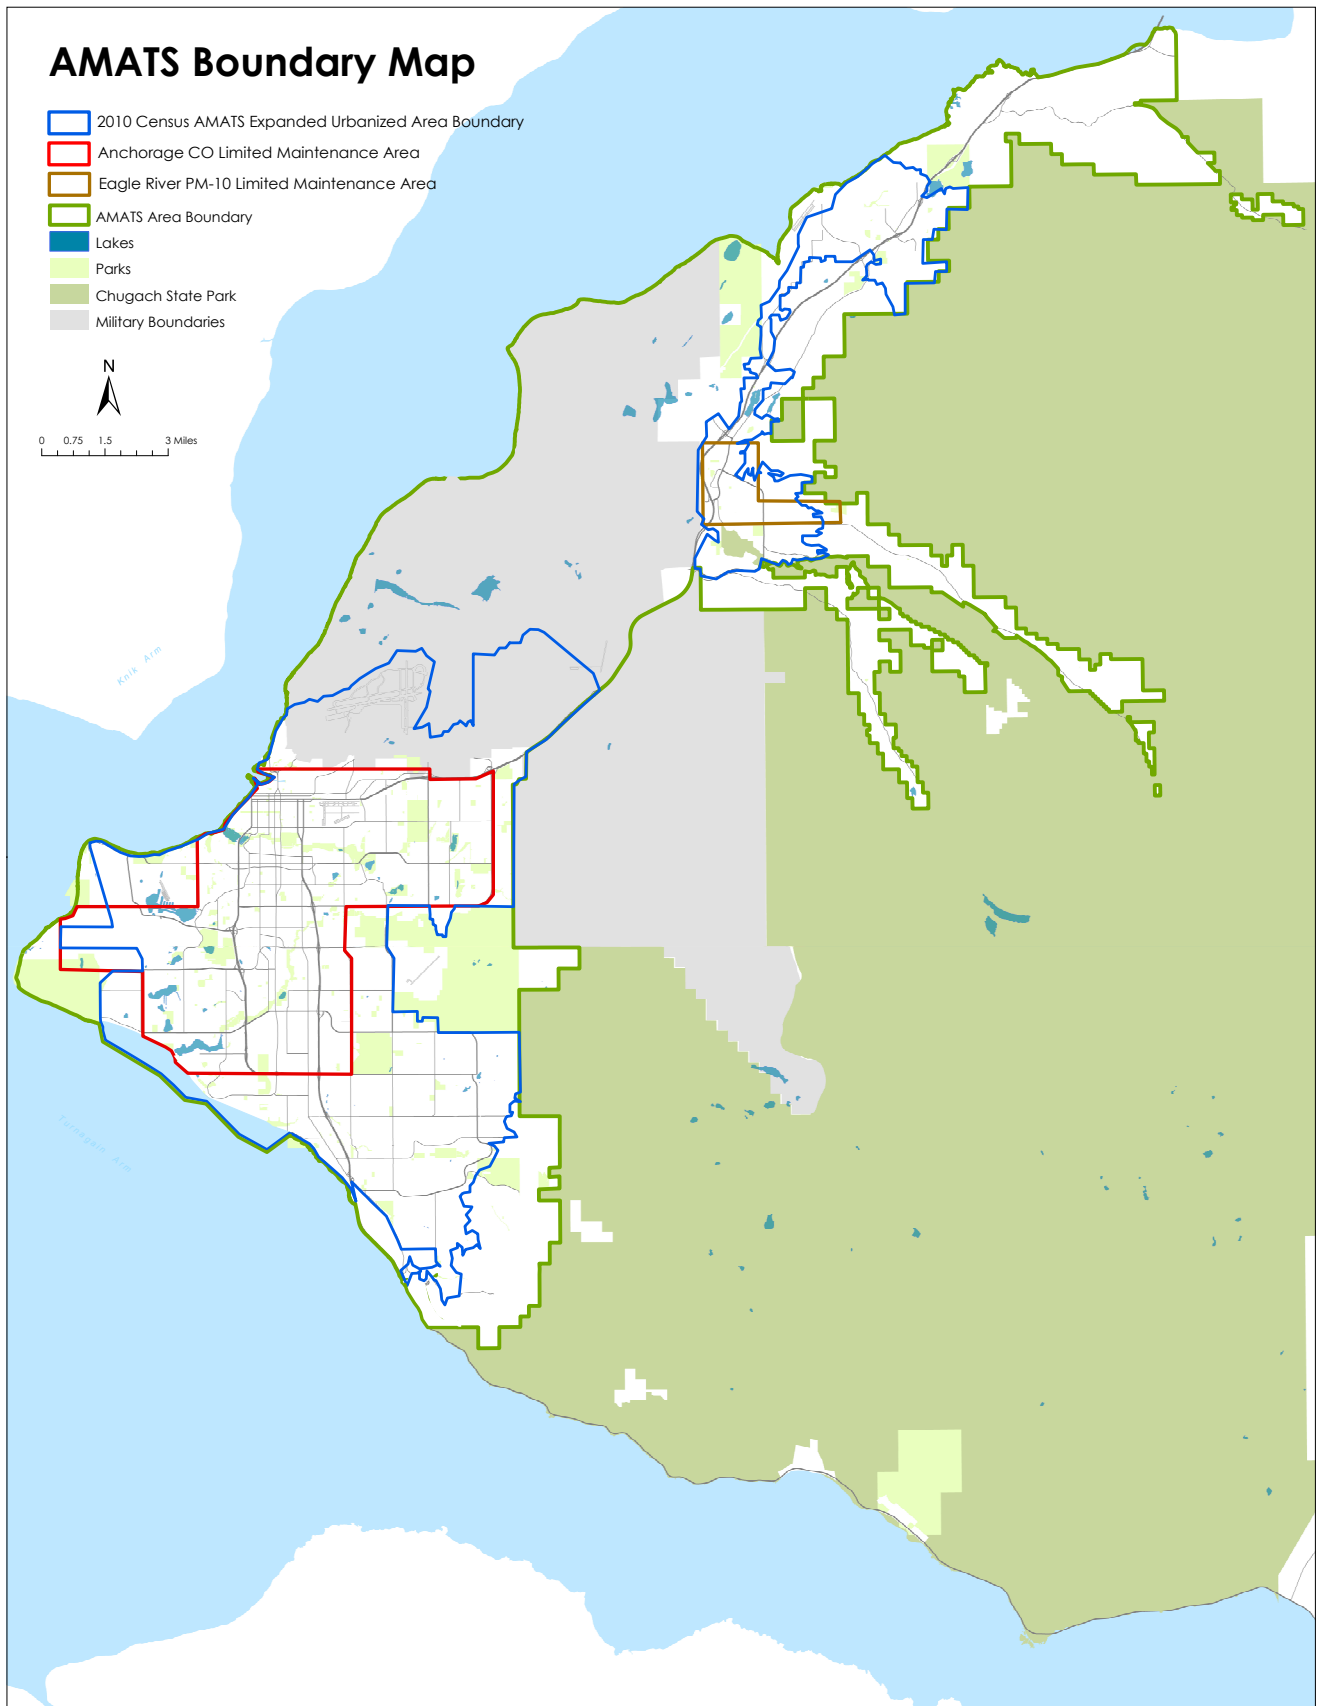 AMATS Boundary Map
2010 Census AMATS Expanded Urbanized Area Boundary
Anchorage CO Limited Maintenance Area
Eagle River PM-10 Limited Maintenance Area
AMATS Area Boundary
Lakes
Parks
Chugach State Park
Military Boundaries
N
0 0.75 1.5 3 Miles
Knik Arm
Turnagain Arm